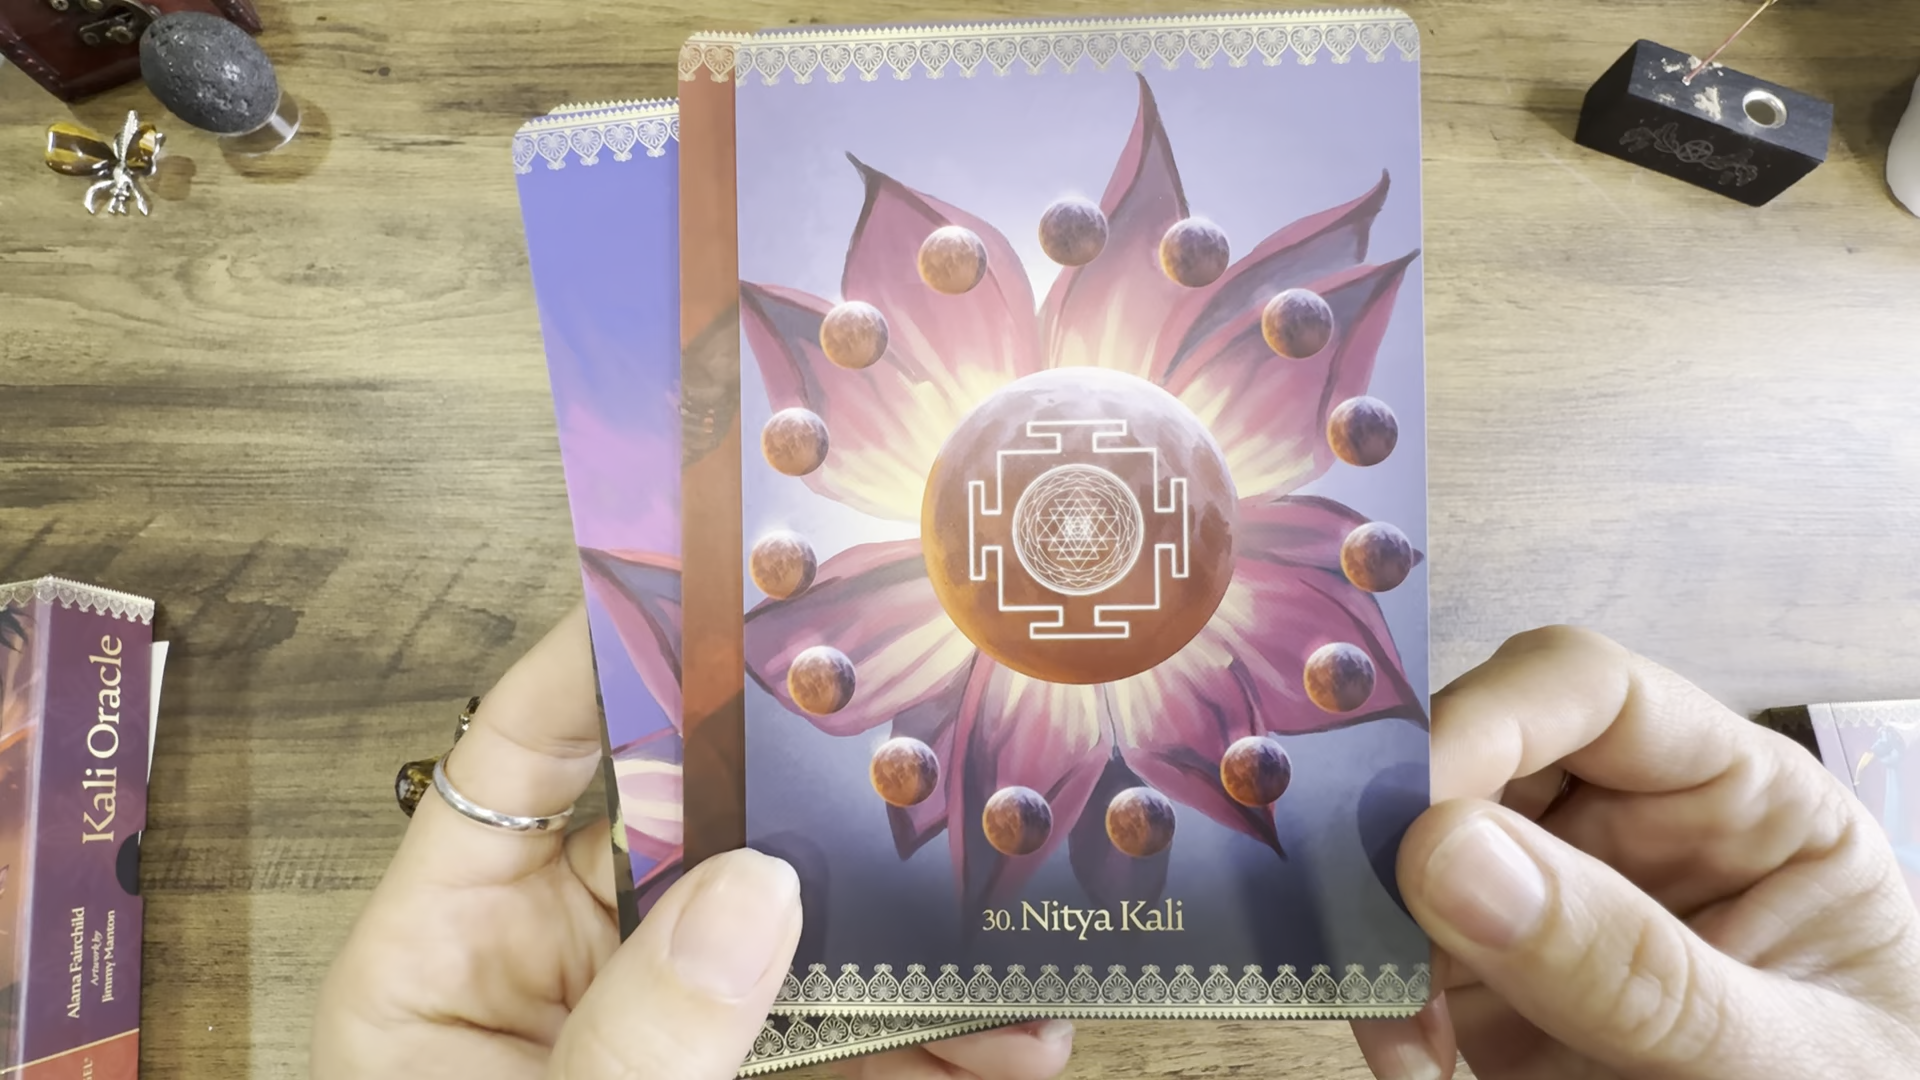 30. Nitya Kali
Kali Oracle
Alana Fairchild
Artwork by
Jimmy Manton